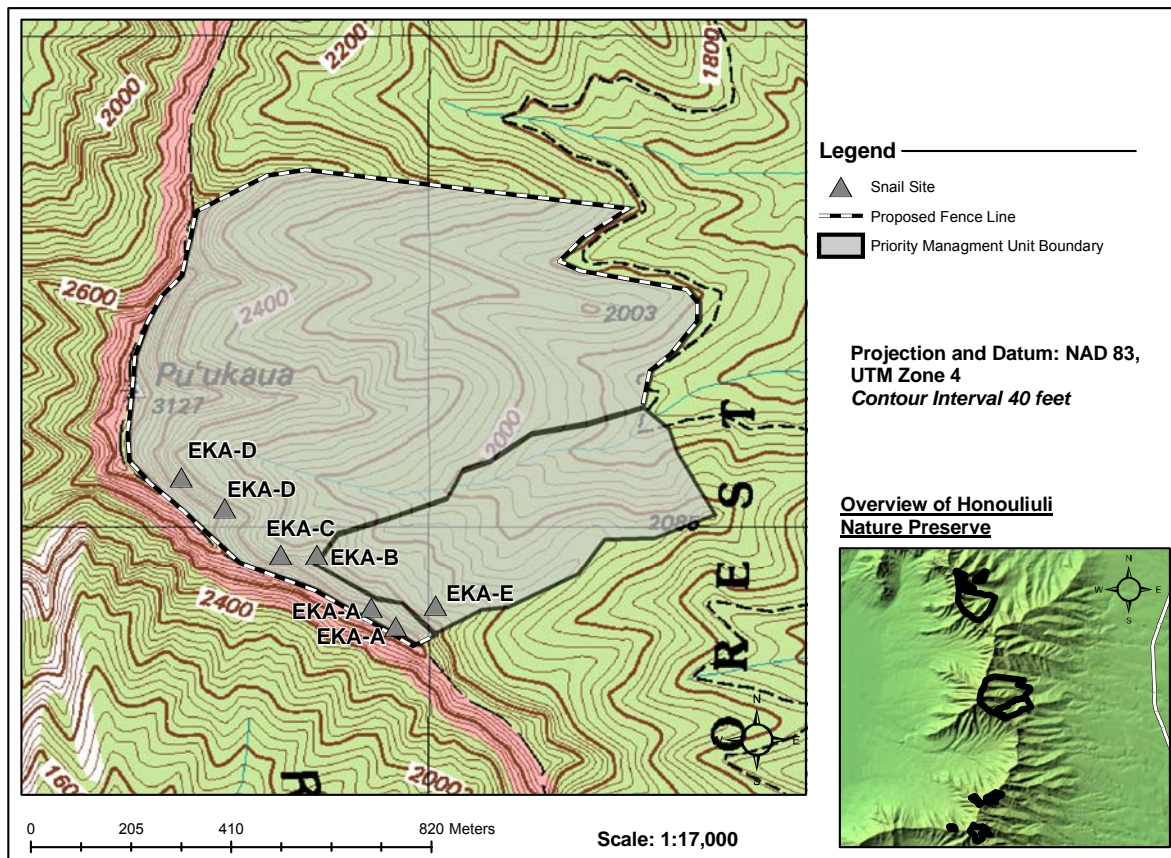 2200
1800
2000
2600
2400
2003
Pu'ukaua
3127
2000
EKA-D
EKA-D
EKA-C
EKA-B
2085
EKA-E
EKA-A
EKA-A
2400
2000
160
R
O R E S T
N
E
S
0 205 410 820 Meters
Scale: 1:17,000
Legend
Snail Site
Proposed Fence Line
Priority Managment Unit Boundary
Projection and Datum: NAD 83,
UTM Zone 4
Contour Interval 40 feet
Overview of Honouliuli
Nature Preserve
N
W E
S